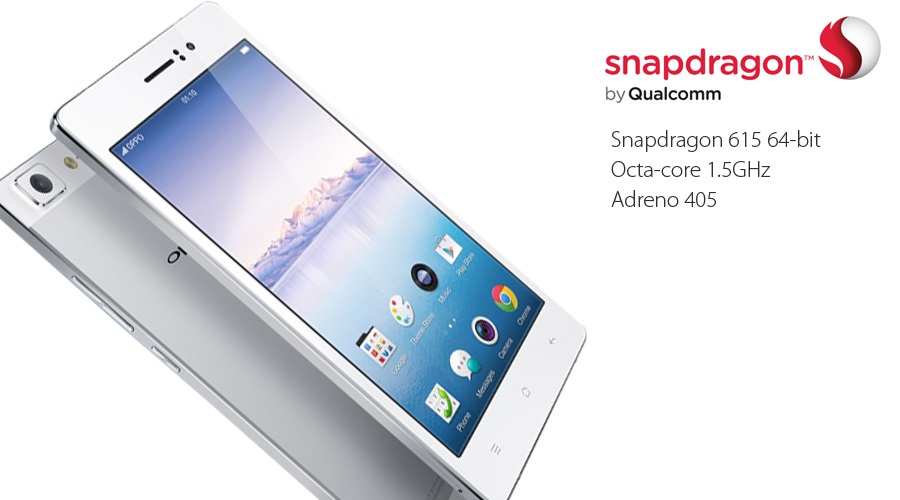 snapdragon™
by Qualcomm
Snapdragon 615 64-bit
Octa-core 1.5GHz
Adreno 405
OPPO
01:10
Google
Theme Store
Music
Play Store
Phone
Messages
Camera
Chrome